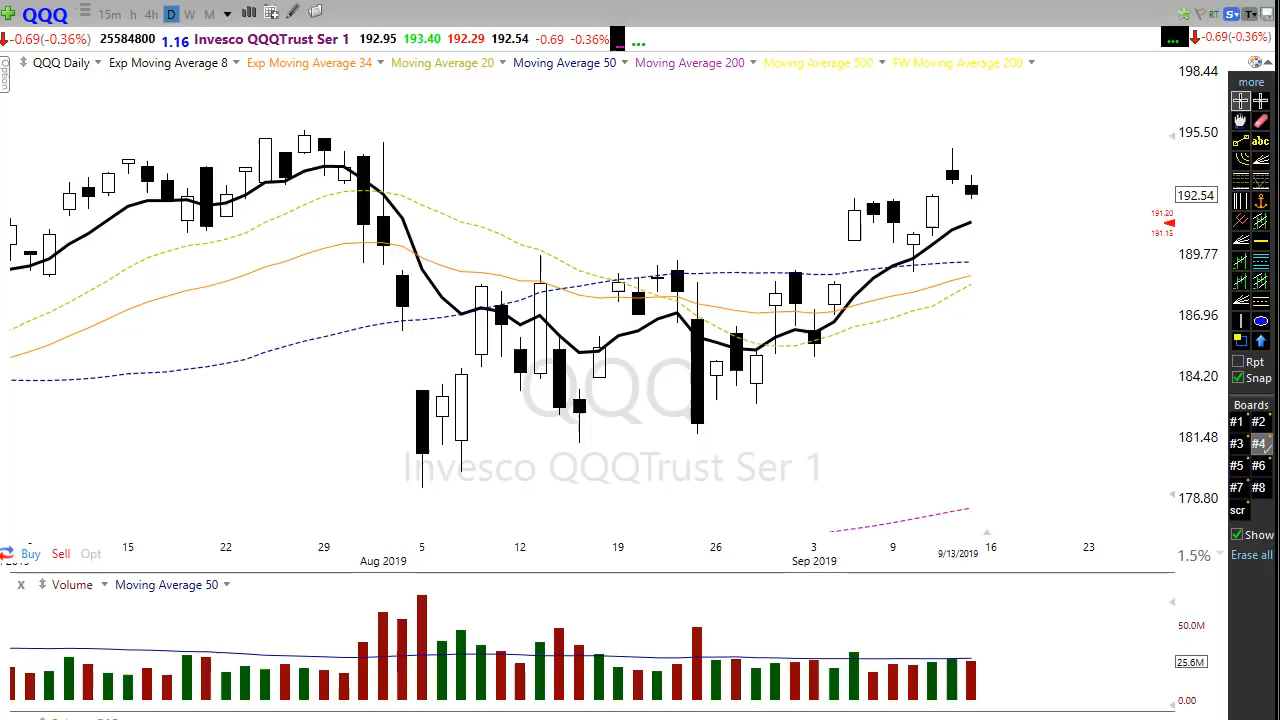 QQQ 15m h 4h D W M RT S T
-0.69(-0.36%) 25584800 1.16 Invesco QQQTrust Ser 1 192.95 193.40 192.29 192.54 -0.69 -0.36% ... ... ... -0.69(-0.36%)
Option
QQQ Daily Exp Moving Average 8 Exp Moving Average 34 Moving Average 20 Moving Average 50 Moving Average 200 Moving Average 500 FW Moving Average 200
198.44
195.50
192.54
191.20
191.15
189.77
186.96
184.20
181.48
178.80
QQQ
Invesco QQQTrust Ser 1
15 22 29 5 12 19 26 3 9 9/13/2019 16 23
Aug 2019 Sep 2019
Buy Sell Opt
1.5%
x Volume Moving Average 50
50.0M
25.6M
0.00
more
abc
Rpt
Snap
Boards
#1 #2
#3 #4
#5 #6
#7 #8
scr
Show
Erase all